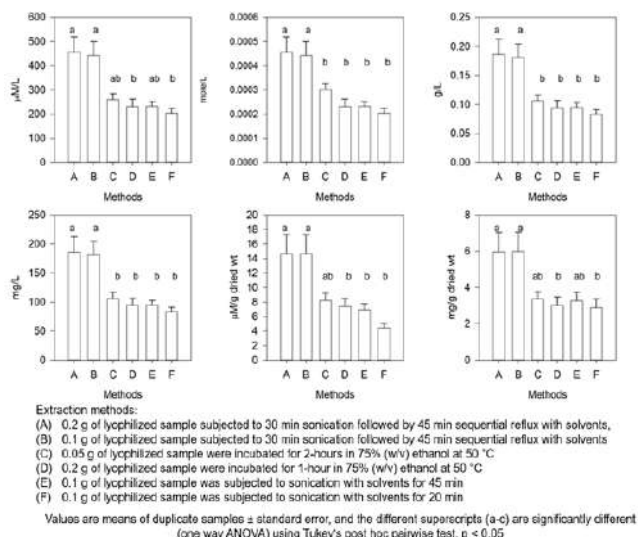 600
500
400
300
200
100
0
µM/L
a a ab b ab b
A B C D E F
Methods
0.0006
0.0005
0.0004
0.0003
0.0002
0.0001
0.0000
mole/L
a a b b b b
A B C D E F
Methods
0.25
0.20
0.15
0.10
0.05
0.00
g/L
a a b b b b
A B C D E F
Methods
250
200
150
100
50
0
mg/L
a a b b b b
A B C D E F
Methods
20
18
16
14
12
10
8
6
4
2
0
µM/g dried wt
a a ab b b b
A B C D E F
Methods
8
6
4
2
0
mg/g dried wt
a a ab b ab b
A B C D E F
Methods
Extraction methods:
(A) 0.2 g of lyophilized sample subjected to 30 min sonication followed by 45 min sequential reflux with solvents,
(B) 0.1 g of lyophilized sample subjected to 30 min sonication followed by 45 min sequential reflux with solvents
(C) 0.05 g of lyophilized sample were incubated for 2-hours in 75% (w/v) ethanol at 50 °C
(D) 0.2 g of lyophilized sample were incubated for 1-hour in 75% (w/v) ethanol at 50 °C
(E) 0.1 g of lyophilized sample was subjected to sonication with solvents for 45 min
(F) 0.1 g of lyophilized sample was subjected to sonication with solvents for 20 min
Values are means of duplicate samples ± standard error, and the different superscripts (a-c) are significantly different
(one way ANOVA) using Tukey's post hoc pairwise test, p < 0.05